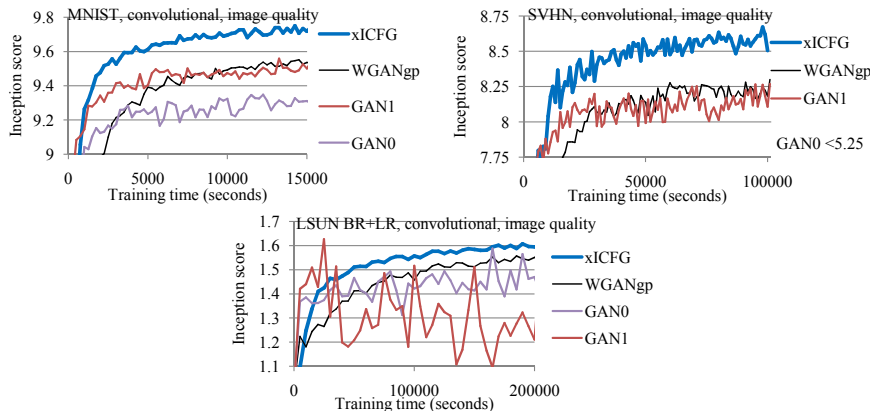 MNIST, convolutional, image quality
Inception score
9.8
9.6
9.4
9.2
9
0
5000
10000
15000
Training time (seconds)
xICFG
WGANgp
GAN1
GAN0
SVHN, convolutional, image quality
Inception score
8.75
8.5
8.25
8
7.75
0
50000
100000
Training time (seconds)
xICFG
WGANgp
GAN1
GAN0 <5.25
LSUN BR+LR, convolutional, image quality
Inception score
1.7
1.6
1.5
1.4
1.3
1.2
1.1
0
100000
200000
Training time (seconds)
xICFG
WGANgp
GAN0
GAN1